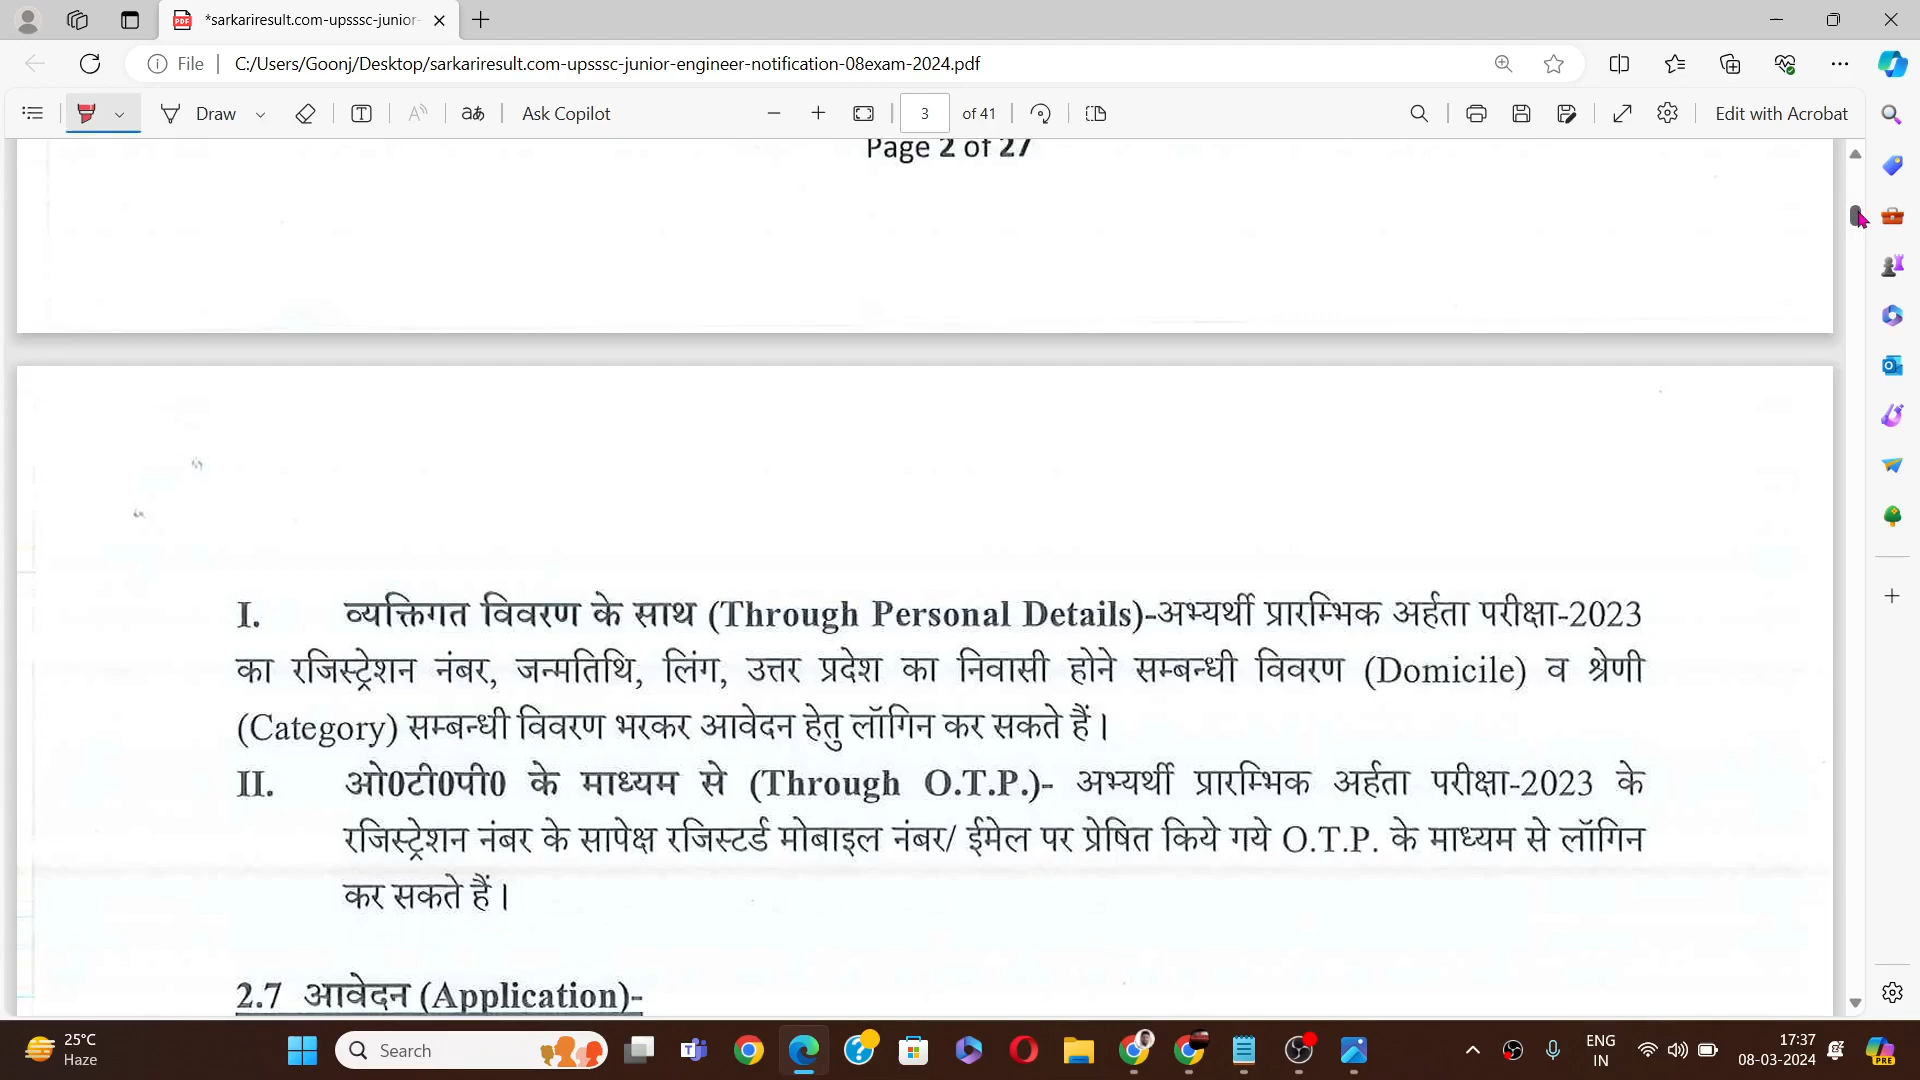 *sarkariresult.com-upsssc-junior-
File
C:/Users/Goonj/Desktop/sarkariresult.com-upsssc-junior-engineer-notification-08exam-2024.pdf
Draw
aあ
Ask Copilot
3
of 41
Edit with Acrobat
Page 2 of 27
I. व्यक्तिगत विवरण के साथ (Through Personal Details)-अभ्यर्थी प्रारम्भिक अर्हता परीक्षा-2023
का रजिस्ट्रेशन नंबर, जन्मतिथि, लिंग, उत्तर प्रदेश का निवासी होने सम्बन्धी विवरण (Domicile) व श्रेणी
(Category) सम्बन्धी विवरण भरकर आवेदन हेतु लॉगिन कर सकते हैं।
II. ओ0टी0पी0 के माध्यम से (Through O.T.P.)- अभ्यर्थी प्रारम्भिक अर्हता परीक्षा-2023 के
रजिस्ट्रेशन नंबर के सापेक्ष रजिस्टर्ड मोबाइल नंबर/ ईमेल पर प्रेषित किये गये O.T.P. के माध्यम से लॉगिन
कर सकते हैं।
2.7 आवेदन (Application)-
25°C
Haze
Search
ENG
IN
17:37
08-03-2024
PRE